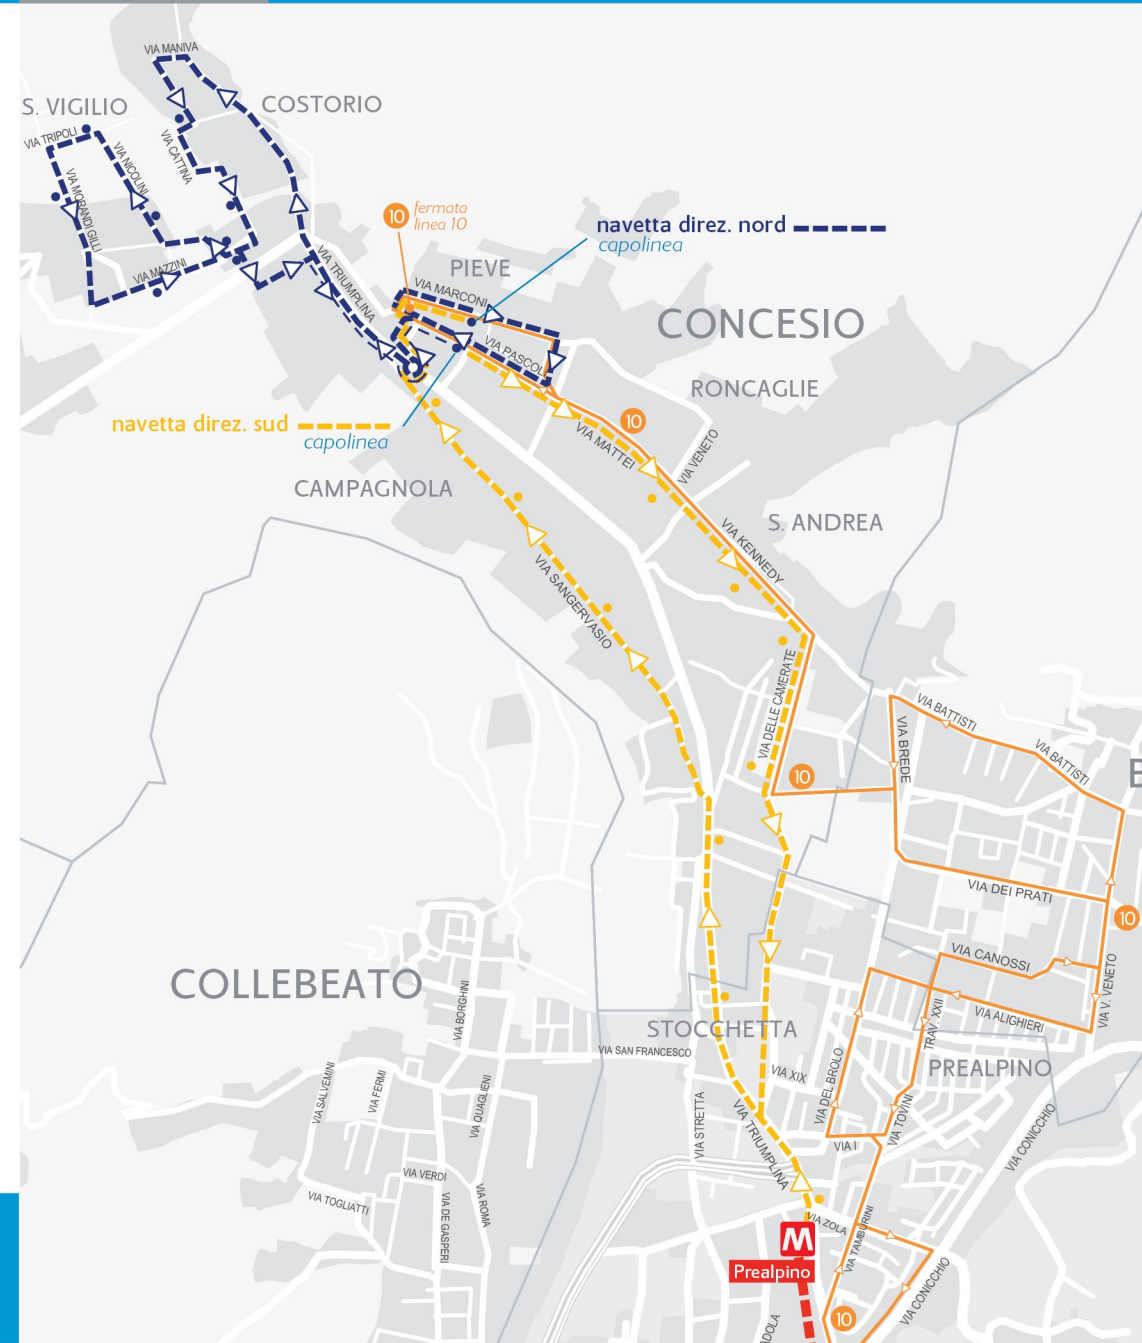 VIA MANIVA
S. VIGILIO
COSTORIO
VIA TRIPOLI
VIA NICOLINI
VIA CATTINA
VIA MORANDI GILLI
VIA MAZZINI
10 fermata
linea 10
navetta direz. nord
capolinea
VIA TRIUMPLINA
PIEVE
VIA MARCONI
CONCESIO
VIA PASCOLI
RONCAGLIE
navetta direz. sud
capolinea
10
VIA MATTEI
VIA VENETO
CAMPAGNOLA
S. ANDREA
VIA KENNEDY
VIA SANGERVASIO
VIA DELLE CAMERATE
VIA BATTISTI
VIA BREDE
VIA BATTISTI
10
B
VIA DEI PRATI
10
VIA CANOSSI
COLLEBEATO
VIA V. VENETO
VIA BORGHINI
VIA ALIGHIERI
TRAV. XXII
STOCCHETTA
VIA SAN FRANCESCO
PREALPINO
VIA XIX
VIA DEL BROLO
VIA SALVEMINI
VIA FERMI
VIA QUAGLIENI
VIA STRETTA
VIA TRIUMPLINA
VIA TOVINI
VIA CONICCHIO
VIA I
VIA VERDI
VIA TOGLIATTI
VIA DE GASPERI
VIA ROMA
VIA ZOLA
VIA TAMBURINI
M
Prealpino
VIA CONICCHIO
10
ADOLA